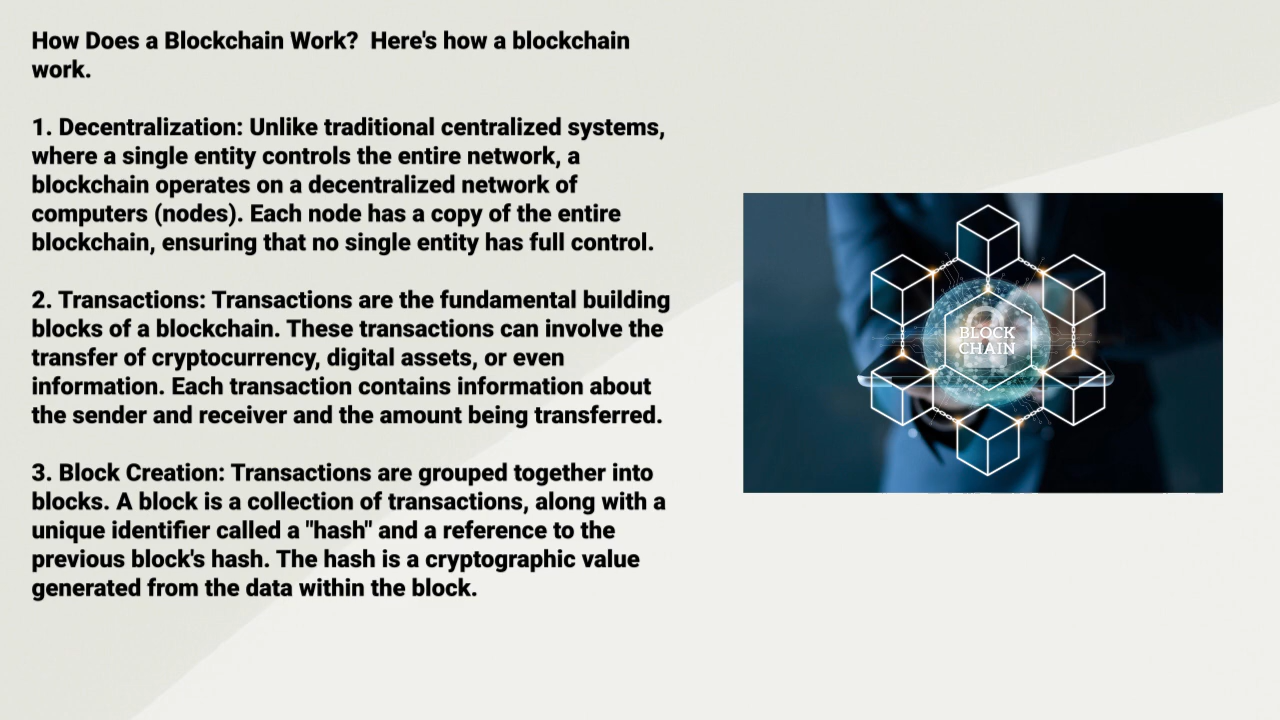 How Does a Blockchain Work?  Here's how a blockchain
work.
1. Decentralization: Unlike traditional centralized systems,
where a single entity controls the entire network, a
blockchain operates on a decentralized network of
computers (nodes). Each node has a copy of the entire
blockchain, ensuring that no single entity has full control.
2. Transactions: Transactions are the fundamental building
blocks of a blockchain. These transactions can involve the
transfer of cryptocurrency, digital assets, or even
information. Each transaction contains information about
the sender and receiver and the amount being transferred.
3. Block Creation: Transactions are grouped together into
blocks. A block is a collection of transactions, along with a
unique identifier called a "hash" and a reference to the
previous block's hash. The hash is a cryptographic value
generated from the data within the block.
BLOCK
CHAIN